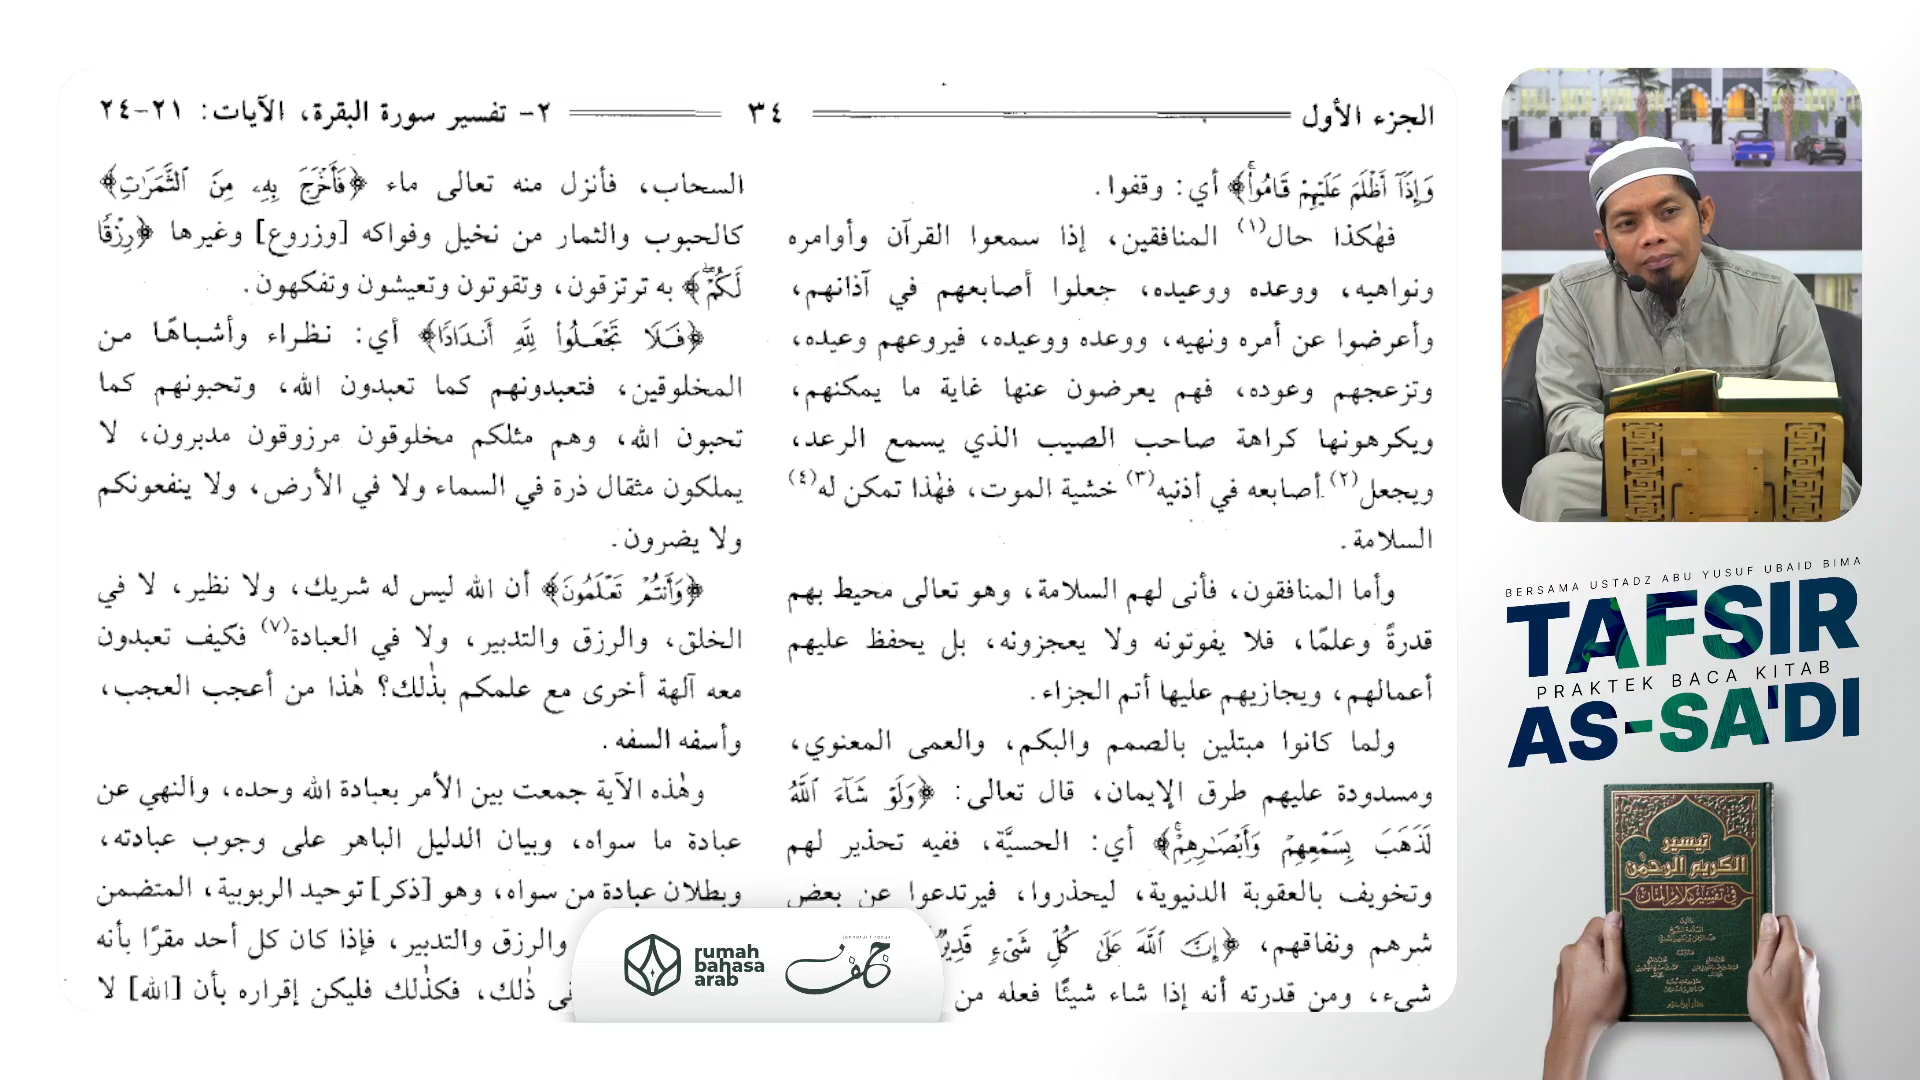 الجزء الأول
٣٤
٢- تفسير سورة البقرة، الآيات: ٢١-٢٤
وَإِذَآ أَظْلَمَ عَلَيْهِمْ قَامُوا۟ۚ﴾ أي: وقفوا.
فهٰكذا حال(١) المنافقين، إذا سمعوا القرآن وأوامره
ونواهيه، ووعده ووعيده، جعلوا أصابعهم في آذانهم،
وأعرضوا عن أمره ونهيه، ووعده ووعيده، فيروعهم وعيده،
وتزعجهم وعوده، فهم يعرضون عنها غاية ما يمكنهم،
ويكرهونها كراهة صاحب الصيب الذي يسمع الرعد،
ويجعل(٢) أصابعه في أذنيه(٣) خشية الموت، فهٰذا تمكن له(٤)
السلامة.
وأما المنافقون، فأنى لهم السلامة، وهو تعالى محيط بهم
قدرةً وعلمًا، فلا يفوتونه ولا يعجزونه، بل يحفظ عليهم
أعمالهم، ويجازيهم عليها أتم الجزاء.
ولما كانوا مبتلين بالصمم والبكم، والعمى المعنوي،
ومسدودة عليهم طرق الإيمان، قال تعالى: ﴿وَلَوْ شَآءَ ٱللَّهُ
لَذَهَبَ بِسَمْعِهِمْ وَأَبْصَٰرِهِمْۚ﴾ أي: الحسيَّة، ففيه تحذير لهم
وتخويف بالعقوبة الدنيوية، ليحذروا، فيرتدعوا عن بعض
شرهم ونفاقهم، ﴿إِنَّ ٱللَّهَ عَلَىٰ كُلِّ شَىْءٍ قَدِيرٌ
شيء، ومن قدرته أنه إذا شاء شيئًا فعله من
السحاب، فأنزل منه تعالى ماء ﴿فَأَخْرَجَ بِهِۦ مِنَ ٱلثَّمَرَٰتِ﴾
كالحبوب والثمار من نخيل وفواكه [وزروع] وغيرها ﴿رِزْقًا
لَّكُمْۖ﴾ به ترتزقون، وتقوتون وتعيشون وتفكهون.
﴿فَلَا تَجْعَلُوا۟ لِلَّهِ أَندَادًا﴾ أي: نظراء وأشباهًا من
المخلوقين، فتعبدونهم كما تعبدون الله، وتحبونهم كما
تحبون الله، وهم مثلكم مخلوقون مرزوقون مدبرون، لا
يملكون مثقال ذرة في السماء ولا في الأرض، ولا ينفعونكم
ولا يضرون.
﴿وَأَنتُمْ تَعْلَمُونَ﴾ أن الله ليس له شريك، ولا نظير، لا في
الخلق، والرزق والتدبير، ولا في العبادة(٧) فكيف تعبدون
معه آلهة أخرى مع علمكم بذٰلك؟ هٰذا من أعجب العجب،
وأسفه السفه.
وهٰذه الآية جمعت بين الأمر بعبادة الله وحده، والنهي عن
عبادة ما سواه، وبيان الدليل الباهر على وجوب عبادته،
وبطلان عبادة من سواه، وهو [ذكر] توحيد الربوبية، المتضمن
والرزق والتدبير، فإذا كان كل أحد مقرًا بأنه
ذٰلك، فكذٰلك فليكن إقراره بأن [الله] لا
BERSAMA USTADZ ABU YUSUF UBAID BIMA
TAFSIR
PRAKTEK BACA KITAB
AS-SA'DI
تيسير
الكريم الرحمن
في تفسير كلام المنان
rumah
bahasa
arab